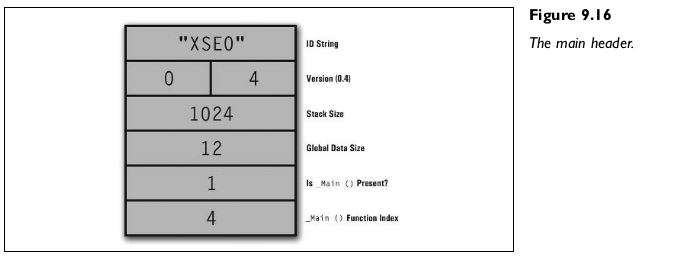 "XSE0" ID String
0 4 Version (0.4)
1024 Stack Size
12 Global Data Size
1 Is _Main () Present?
4 _Main () Function Index
Figure 9.16
The main header.